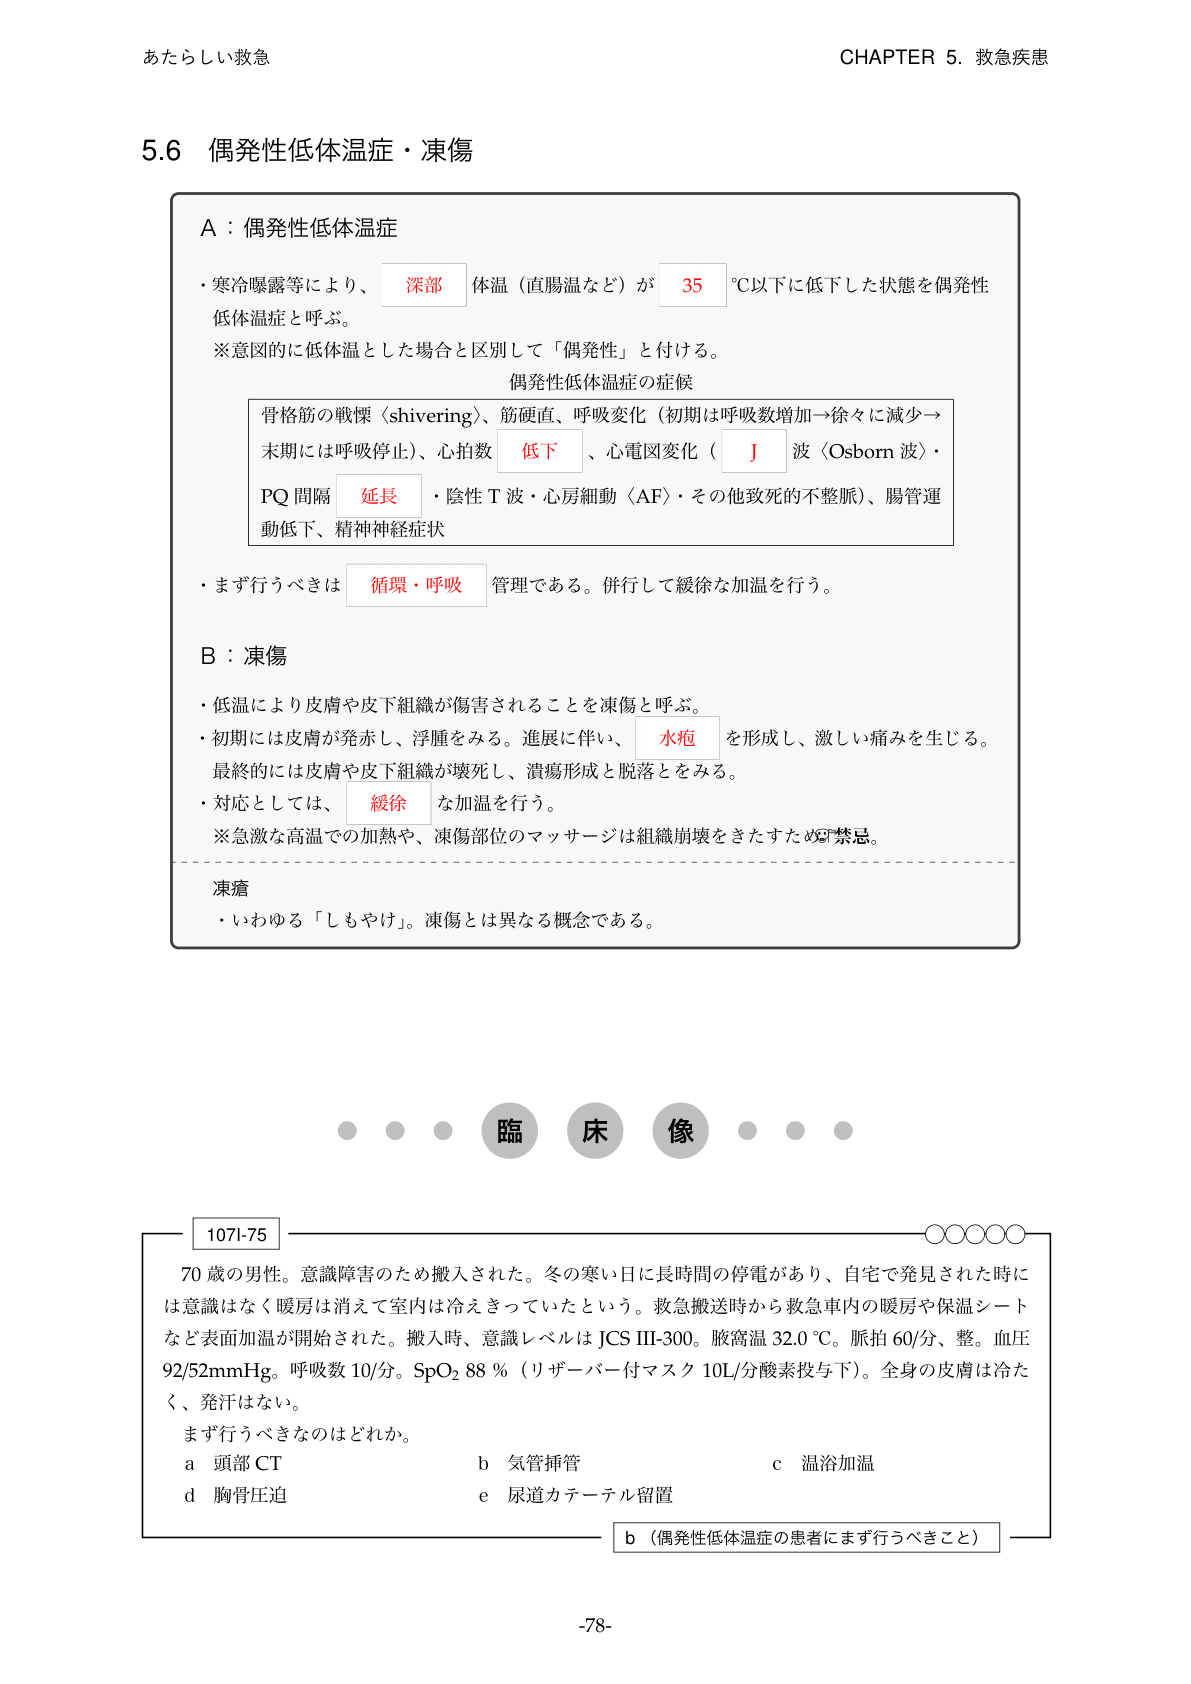 あたらしい救急 CHAPTER 5. 救急疾患
5.6 偶発性低体温症・凍傷
A：偶発性低体温症
・寒冷曝露等により、 深部 体温（直腸温など）が 35 ℃以下に低下した状態を偶発性
低体温症と呼ぶ。
※意図的に低体温とした場合と区別して「偶発性」と付ける。
偶発性低体温症の症候
骨格筋の戦慄〈shivering〉、筋硬直、呼吸変化（初期は呼吸数増加→徐々に減少→
末期には呼吸停止）、心拍数 低下 、心電図変化（ J 波〈Osborn 波〉・
PQ 間隔 延長 ・陰性 T 波・心房細動〈AF〉・その他致死的不整脈）、腸管運
動低下、精神神経症状
・まず行うべきは 循環・呼吸 管理である。併行して緩徐な加温を行う。
B：凍傷
・低温により皮膚や皮下組織が傷害されることを凍傷と呼ぶ。
・初期には皮膚が発赤し、浮腫をみる。進展に伴い、 水疱 を形成し、激しい痛みを生じる。
最終的には皮膚や皮下組織が壊死し、潰瘍形成と脱落とをみる。
・対応としては、 緩徐 な加温を行う。
※急激な高温での加熱や、凍傷部位のマッサージは組織崩壊をきたすため禁忌。
凍瘡
・いわゆる「しもやけ」。凍傷とは異なる概念である。
臨 床 像
107I-75
70 歳の男性。意識障害のため搬入された。冬の寒い日に長時間の停電があり、自宅で発見された時に
は意識はなく暖房は消えて室内は冷えきっていたという。救急搬送時から救急車内の暖房や保温シート
など表面加温が開始された。搬入時、意識レベルは JCS III-300。腋窩温 32.0 ℃。脈拍 60/分、整。血圧
92/52mmHg。呼吸数 10/分。SpO₂ 88 %（リザーバー付マスク 10L/分酸素投与下）。全身の皮膚は冷た
く、発汗はない。
まず行うべきなのはどれか。
a 頭部 CT b 気管挿管 c 温浴加温
d 胸骨圧迫 e 尿道カテーテル留置
b （偶発性低体温症の患者にまず行うべきこと）
-78-